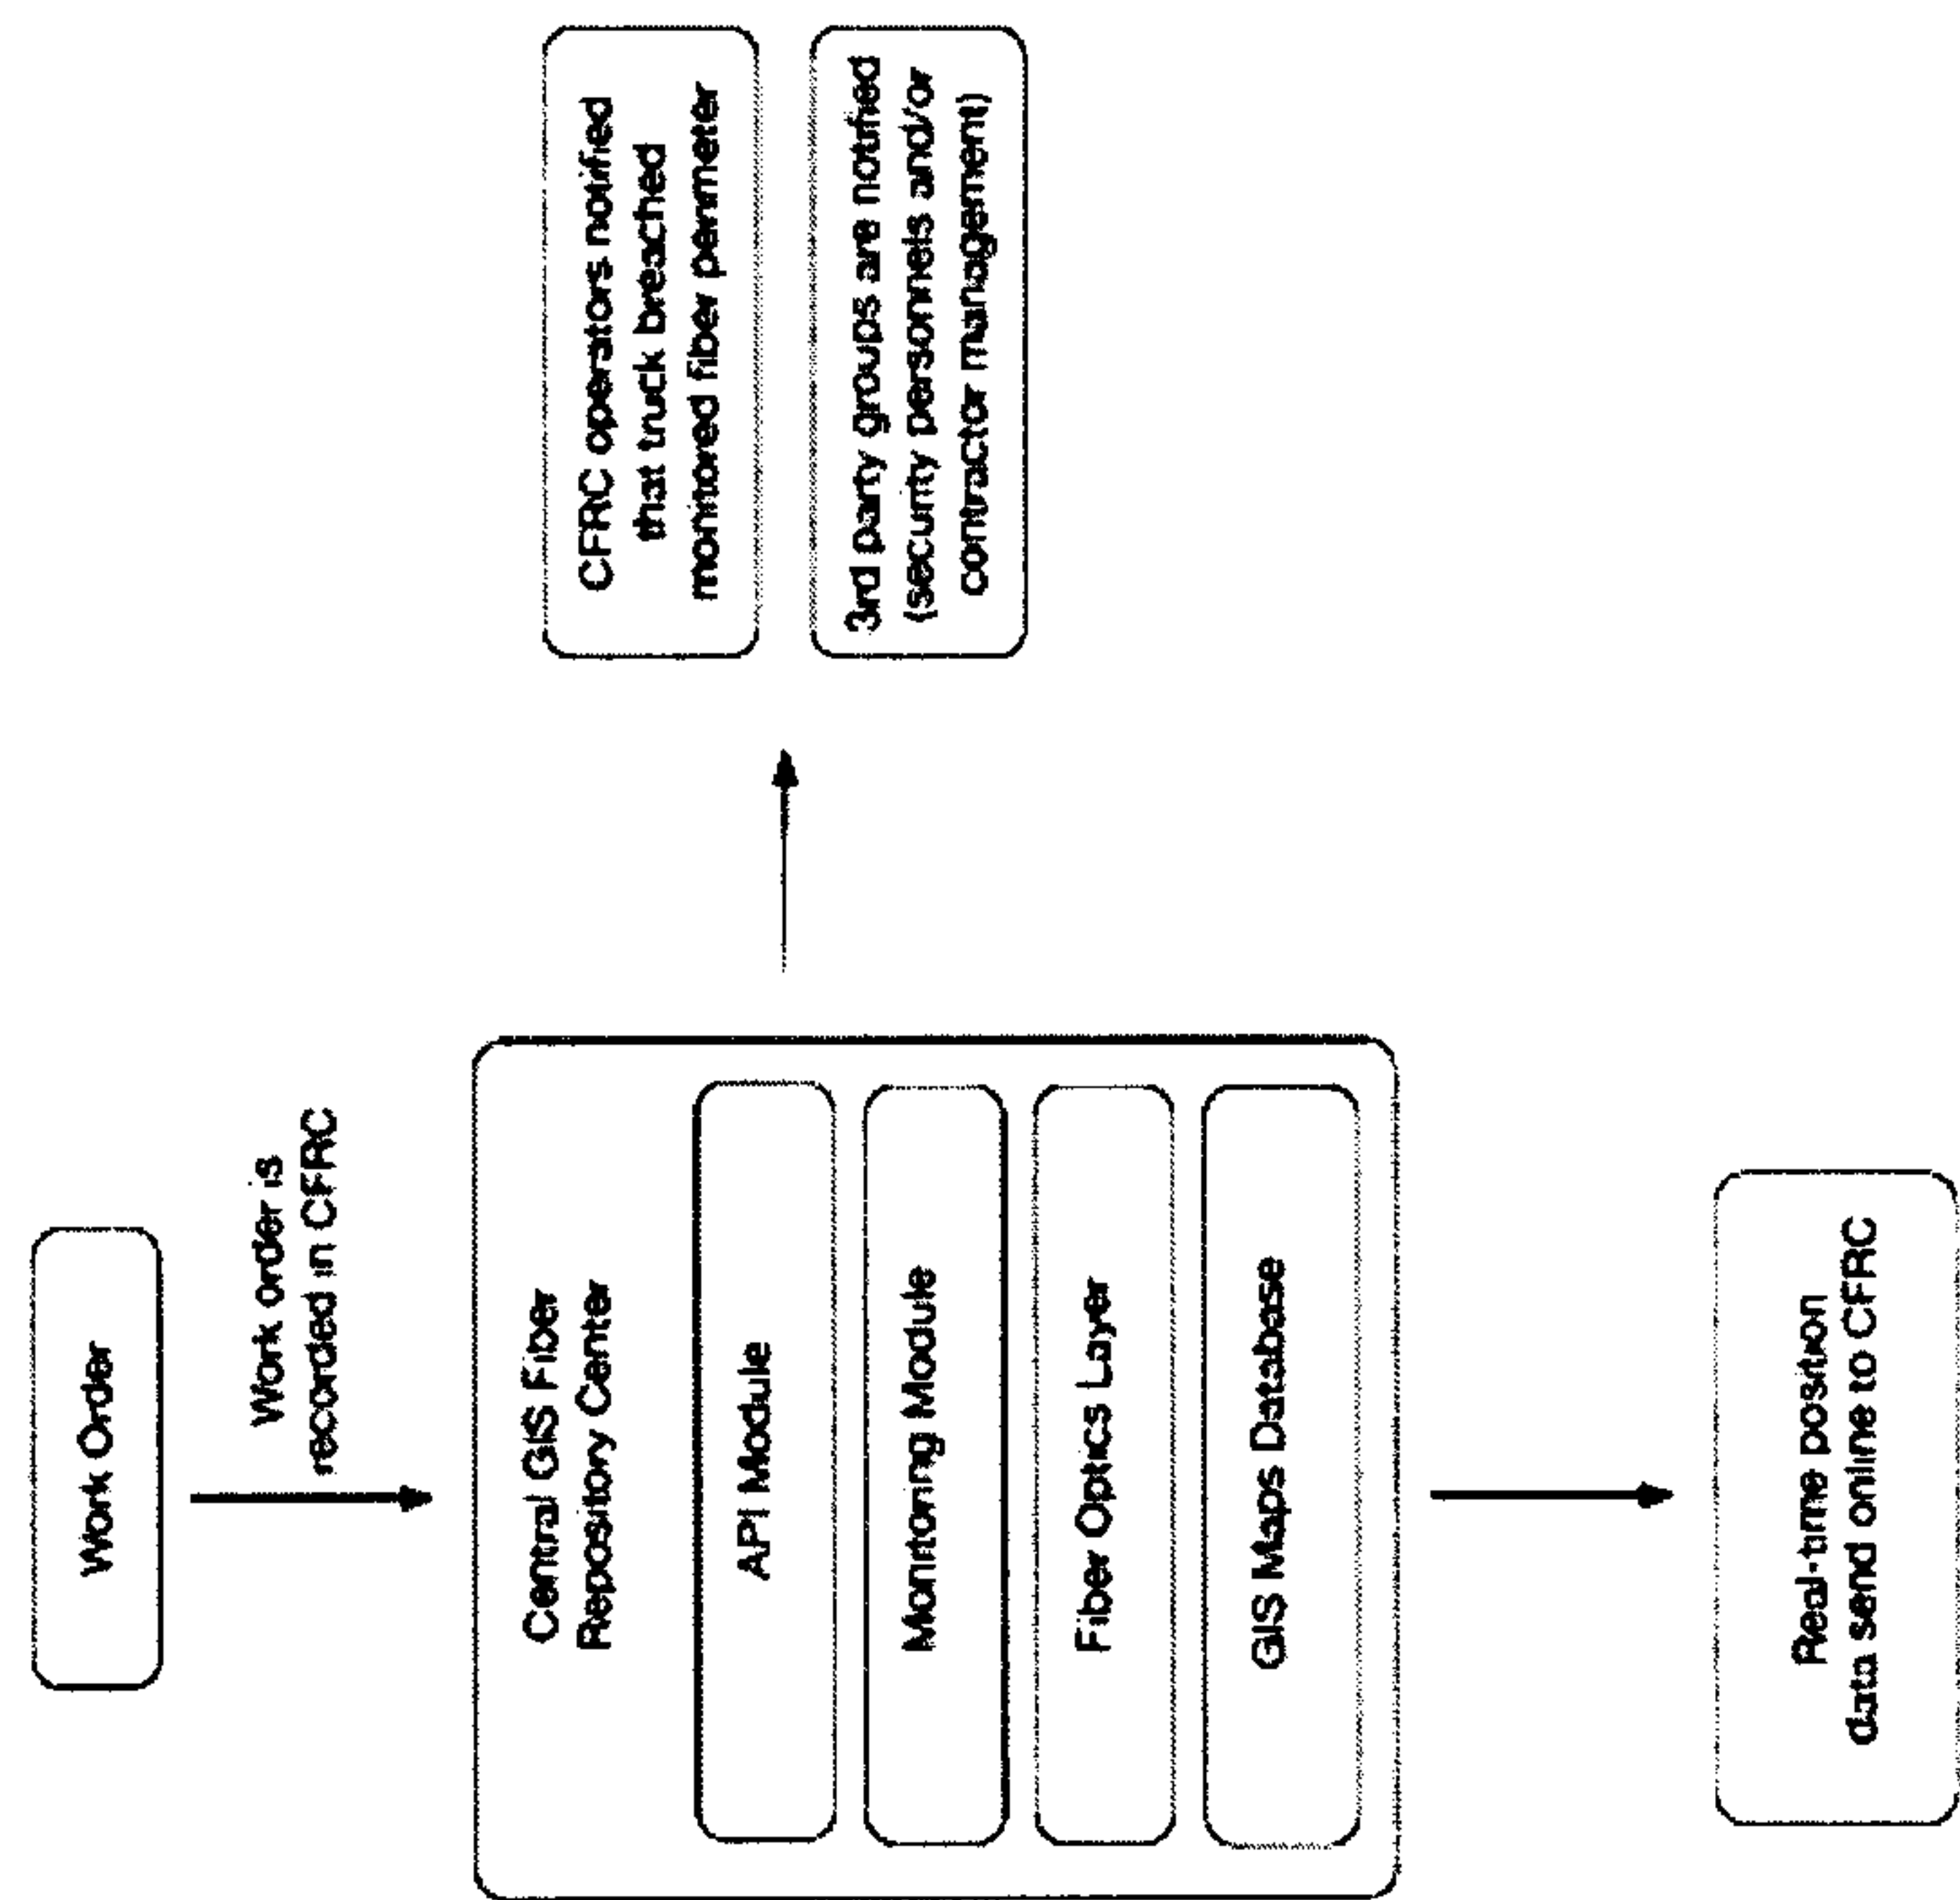 Work Order
Work order is
recorded in CFRC
Central GIS Fiber
Repository Center
API Module
Monitoring Module
Fiber Optics Layer
GIS Maps Database
Real-time position
data send online to CFRC
CFRC operators notified
that truck breached
monitored fiber perimeter
3rd party groups are notified
(security personnels and/or
contractor management)